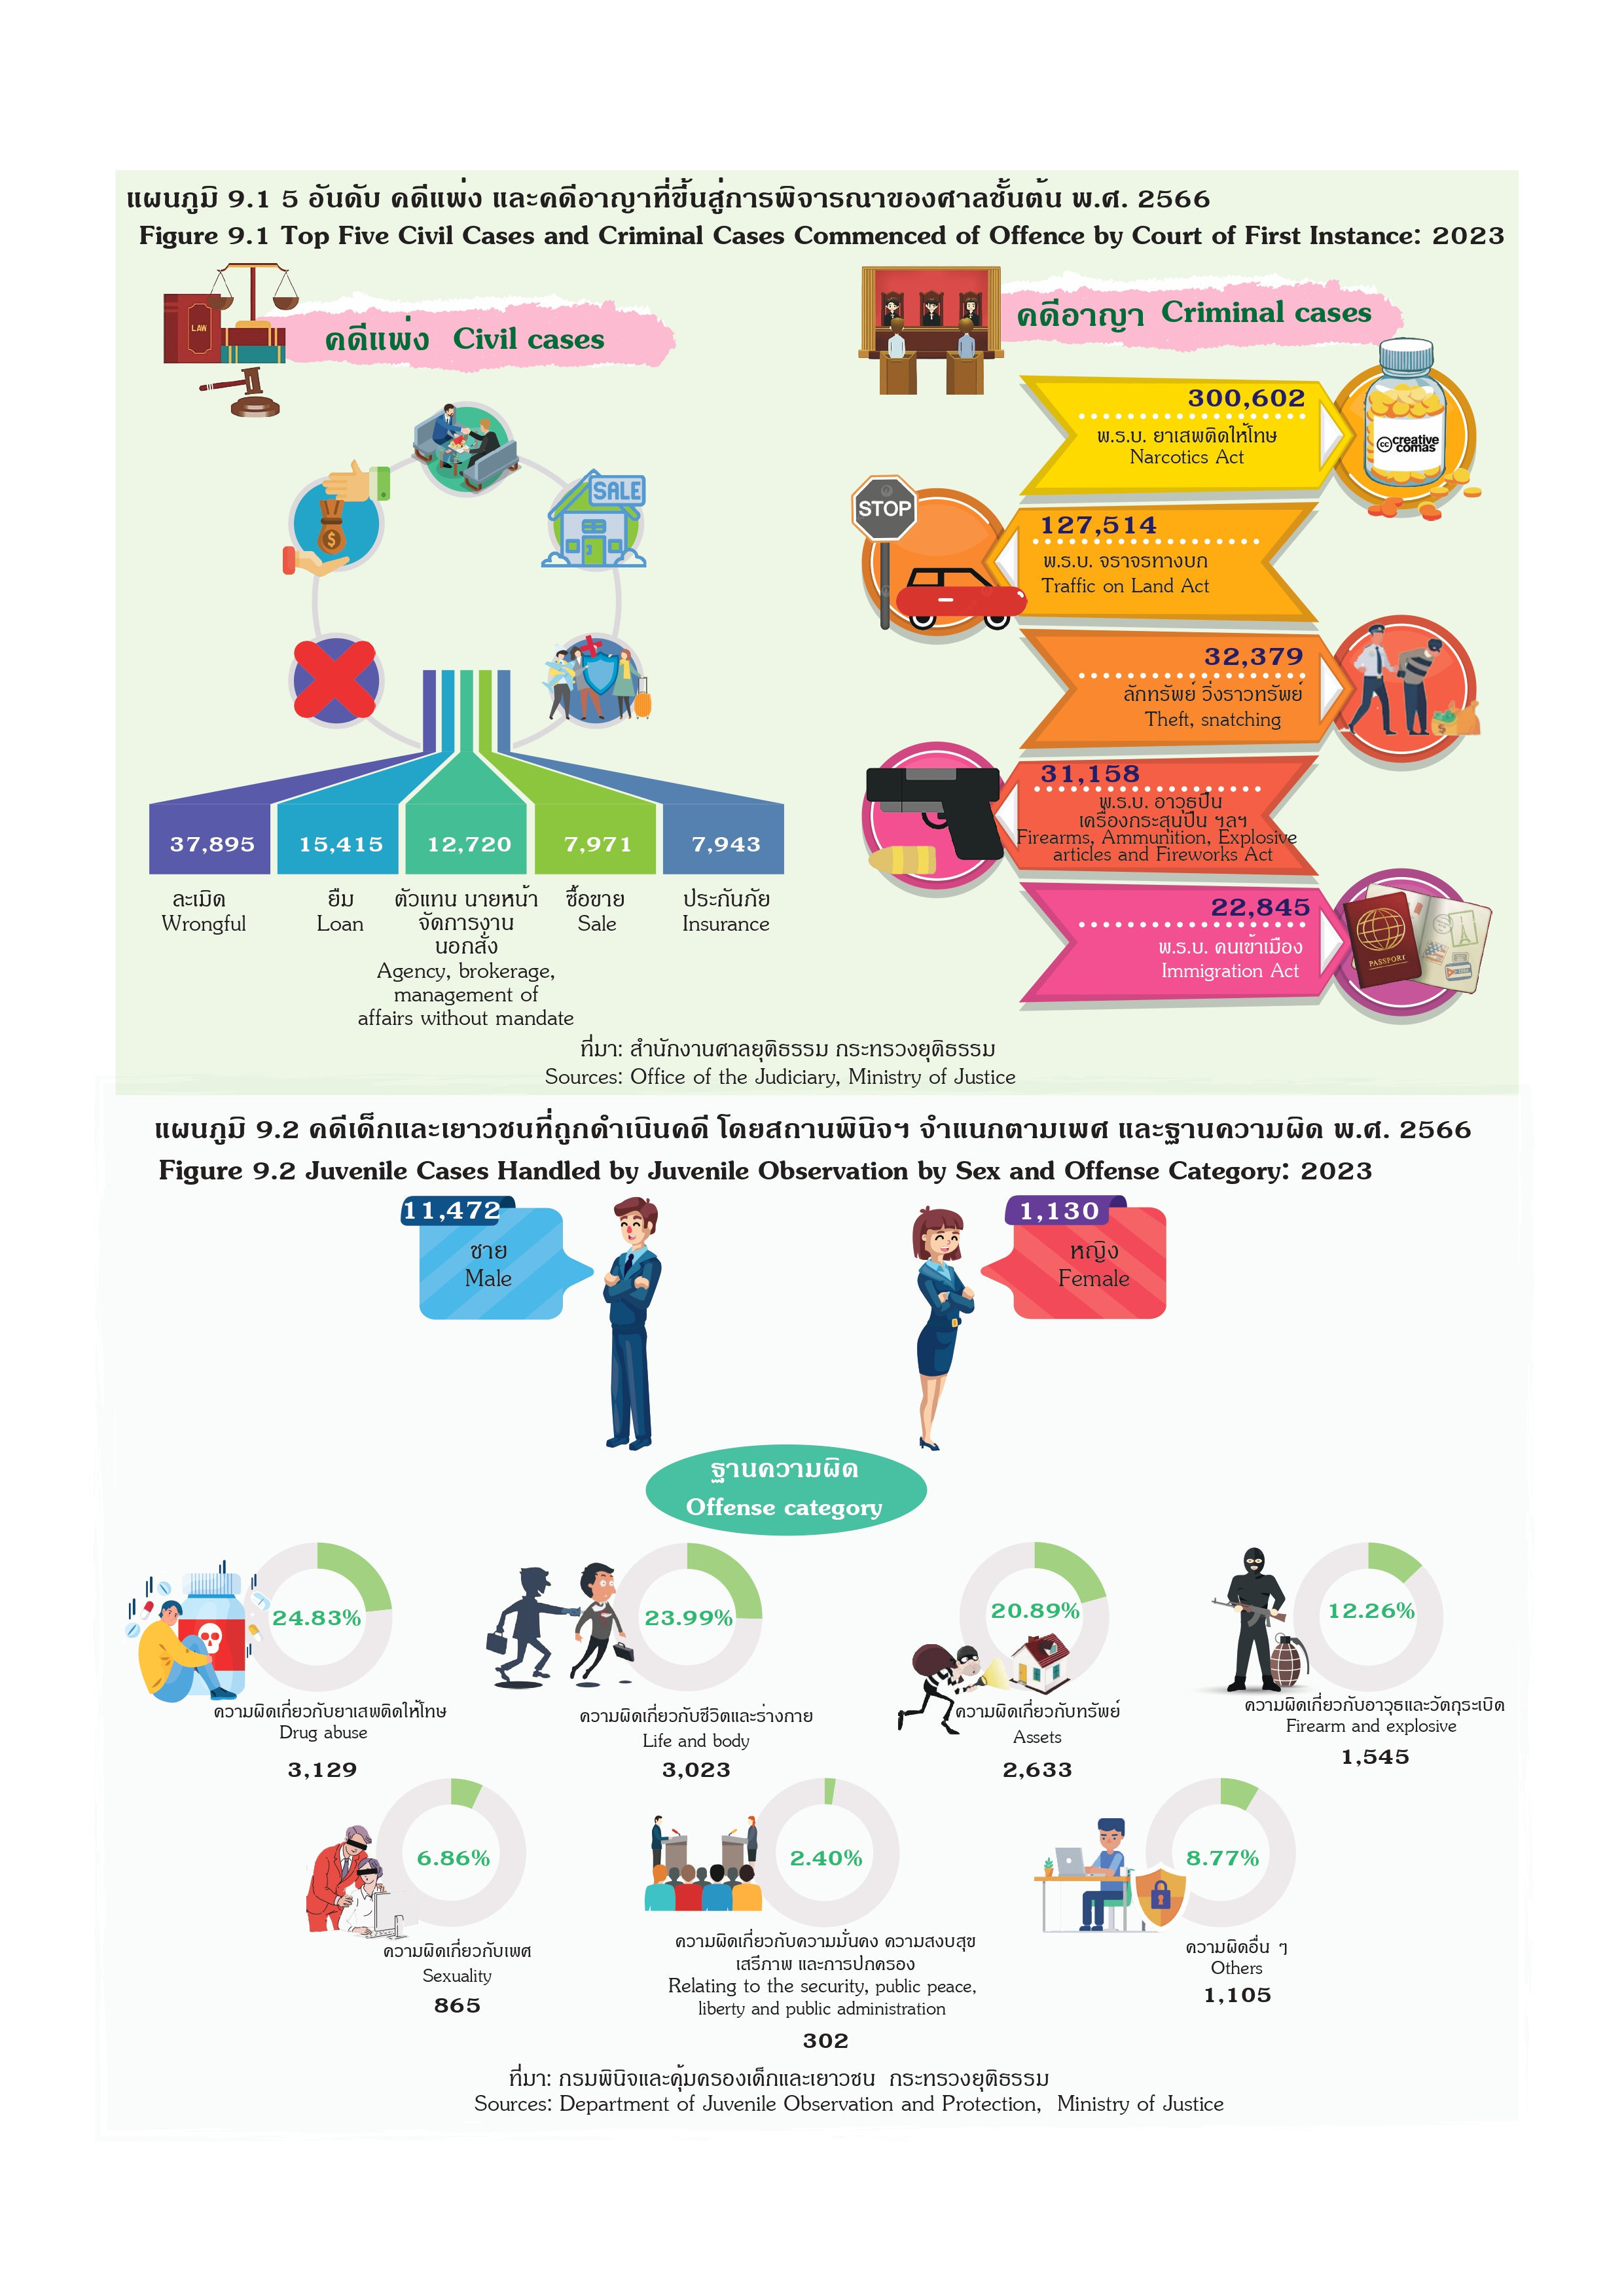 แผนภูมิ 9.1 5 อันดับ คดีแพ่ง และคดีอาญาที่ขึ้นสู่การพิจารณาของศาลชั้นต้น พ.ศ. 2566
Figure 9.1 Top Five Civil Cases and Criminal Cases Commenced of Offence by Court of First Instance: 2023
คดีแพ่ง Civil cases
LAW
SALE
37,895
15,415
12,720
7,971
7,943
ละเมิด
Wrongful
ยืม
Loan
ตัวแทน นายหน้า
จัดการงาน
นอกสั่ง
Agency, brokerage,
management of
affairs without mandate
ซื้อขาย
Sale
ประกันภัย
Insurance
คดีอาญา Criminal cases
300,602
พ.ร.บ. ยาเสพติดให้โทษ
Narcotics Act
cc creative
comas
STOP
127,514
พ.ร.บ. จราจรทางบก
Traffic on Land Act
32,379
ลักทรัพย์ วิ่งราวทรัพย์
Theft, snatching
31,158
พ.ร.บ. อาวุธปืน
เครื่องกระสุนปืน ฯลฯ
Firearms, Ammunition, Explosive
articles and Fireworks Act
22,845
พ.ร.บ. คนเข้าเมือง
Immigration Act
PASSPORT
ที่มา: สำนักงานศาลยุติธรรม กระทรวงยุติธรรม
Sources: Office of the Judiciary, Ministry of Justice
แผนภูมิ 9.2 คดีเด็กและเยาวชนที่ถูกดำเนินคดี โดยสถานพินิจฯ จำแนกตามเพศ และฐานความผิด พ.ศ. 2566
Figure 9.2 Juvenile Cases Handled by Juvenile Observation by Sex and Offense Category: 2023
11,472
ชาย
Male
1,130
หญิง
Female
ฐานความผิด
Offense category
24.83%
ความผิดเกี่ยวกับยาเสพติดให้โทษ
Drug abuse
3,129
23.99%
ความผิดเกี่ยวกับชีวิตและร่างกาย
Life and body
3,023
20.89%
ความผิดเกี่ยวกับทรัพย์
Assets
2,633
12.26%
ความผิดเกี่ยวกับอาวุธและวัตถุระเบิด
Firearm and explosive
1,545
6.86%
ความผิดเกี่ยวกับเพศ
Sexuality
865
2.40%
ความผิดเกี่ยวกับความมั่นคง ความสงบสุข
เสรีภาพ และการปกครอง
Relating to the security, public peace,
liberty and public administration
302
8.77%
ความผิดอื่น ๆ
Others
1,105
ที่มา: กรมพินิจและคุ้มครองเด็กและเยาวชน กระทรวงยุติธรรม
Sources: Department of Juvenile Observation and Protection, Ministry of Justice